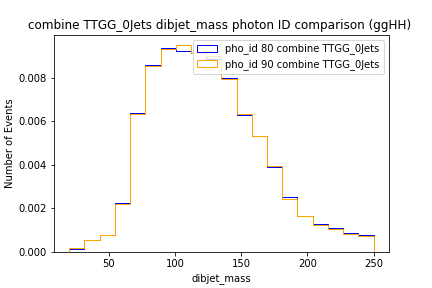 combine TTGG_0Jets dibjet_mass photon ID comparison (ggHH)
pho_id 80 combine TTGG_0Jets
pho_id 90 combine TTGG_0Jets
Number of Events
0.008
0.006
0.004
0.002
0.000
50
100
150
200
250
dibjet_mass